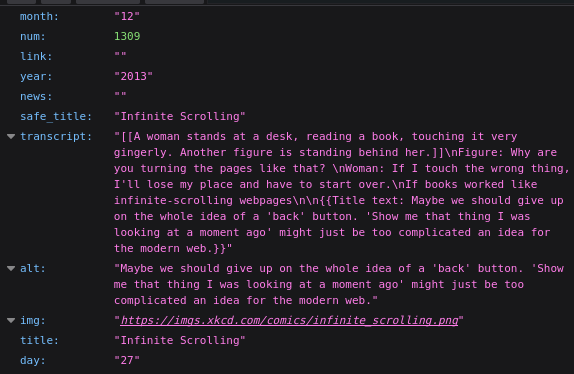 month: "12"
num: 1309
link: ""
year: "2013"
news: ""
safe_title: "Infinite Scrolling"
transcript: "[[A woman stands at a desk, reading a book, touching it very
gingerly. Another figure is standing behind her.]]\nFigure: Why are
you turning the pages like that? \nWoman: If I touch the wrong thing,
I'll lose my place and have to start over.\nIf books worked like
infinite-scrolling webpages\n\n{{Title text: Maybe we should give up
on the whole idea of a 'back' button. 'Show me that thing I was
looking at a moment ago' might just be too complicated an idea for
the modern web.}}"
alt: "Maybe we should give up on the whole idea of a 'back' button. 'Show
me that thing I was looking at a moment ago' might just be too
complicated an idea for the modern web."
img: "https://imgs.xkcd.com/comics/infinite_scrolling.png"
title: "Infinite Scrolling"
day: "27"